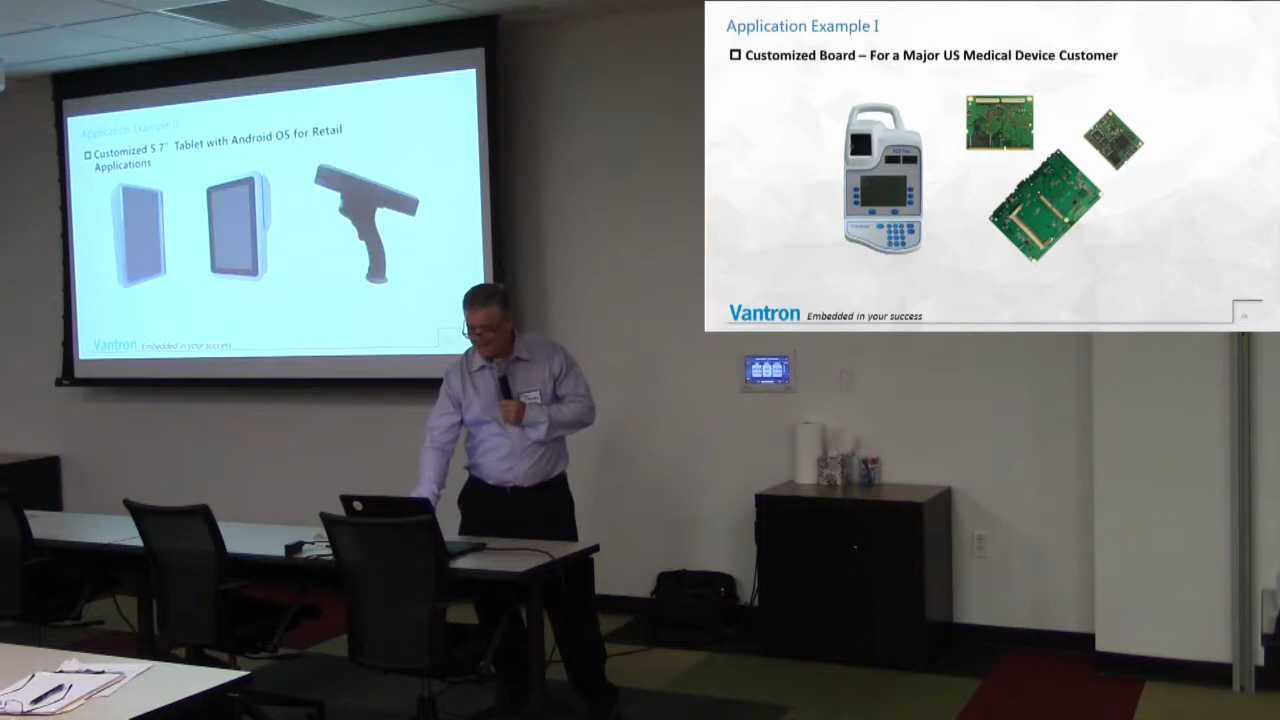 Application Example II
☐ Customized 5.7" Tablet with Android OS for Retail
Applications
Vantron Embedded in your success
Application Example I
☐ Customized Board – For a Major US Medical Device Customer
Vantron Embedded in your success